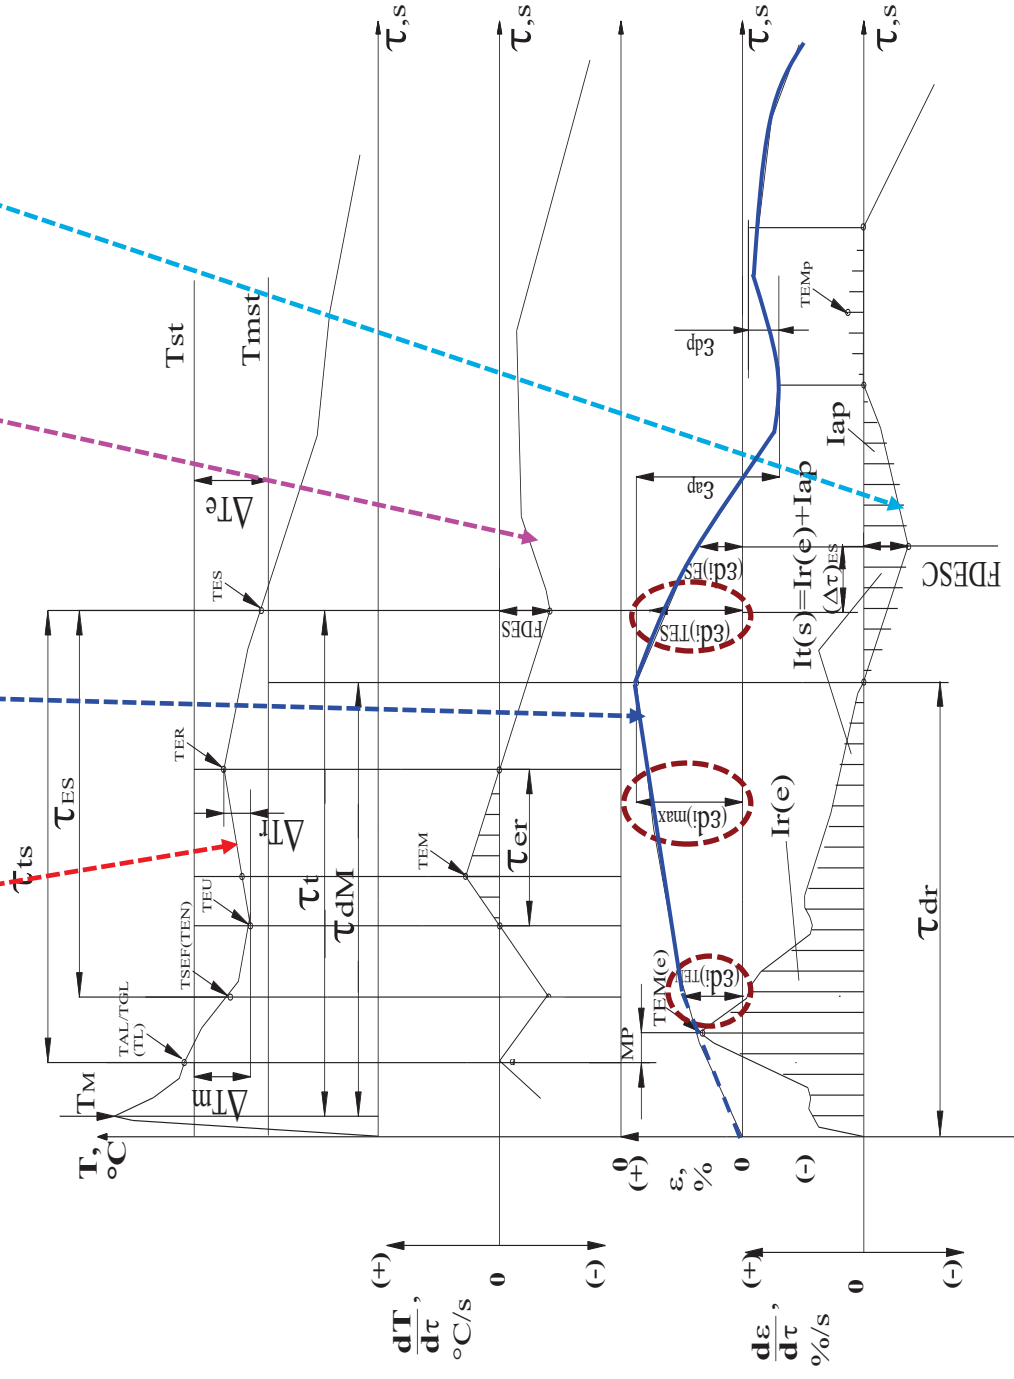 τ,s
τ,s
τ,s
τ,s
Tst
Tmst
ΔTe
TES
τES
τts
TER
ΔTr
τt
τdM
TEU
TSEF(TEN)
TAL/TGL
(TL)
TM
ΔTm
T,
°C
FDES
TEM
τer
(+)
0
(-)
dT
dτ,
°C/s
TEMp
εdp
εap
Iap
(εdi)ES
(εdi)TES
It(s)=Ir(e)+Iap
(Δτ)ES
FDESC
(εdi)max
Ir(e)
τdr
TEM(e)
(εdi)TEN
MP
0
(+)
ε,
%
0
(-)
(+)
0
(-)
dε
dτ,
%/s